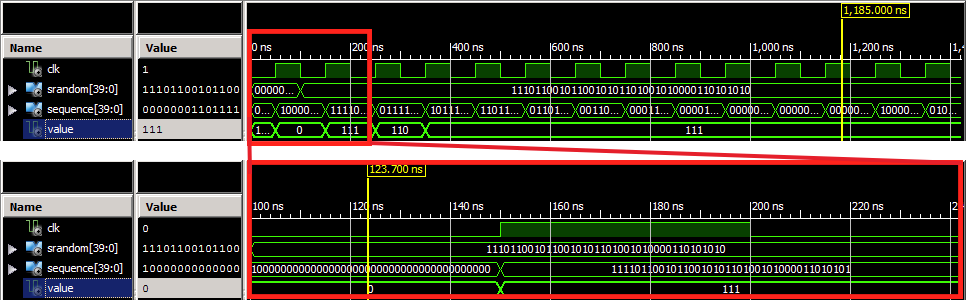 1,185.000 ns
Name Value 0 ns 200 ns 400 ns 600 ns 800 ns 1,000 ns 1,200 ns 1,4
clk 1
srandom[39:0] 11101100101100 00000... 1110110010110010101101001010000110101010
sequence[39:0] 00000001101111 0... 10000... 11110... 01111... 10111... 11011... 01101... 00110... 00011... 00001... 00000... 00000... 10000... 010...
value 111 1... 0 111 110 111
123.700 ns
Name Value 100 ns 120 ns 140 ns 160 ns 180 ns 200 ns 220 ns 24
clk 0
srandom[39:0] 11101100101100 1110110010110010101101001010000110101010
sequence[39:0] 10000000000000 1000000000000000000000000000000000000000 1111011001011001010110100101000011010101
value 0 0 111